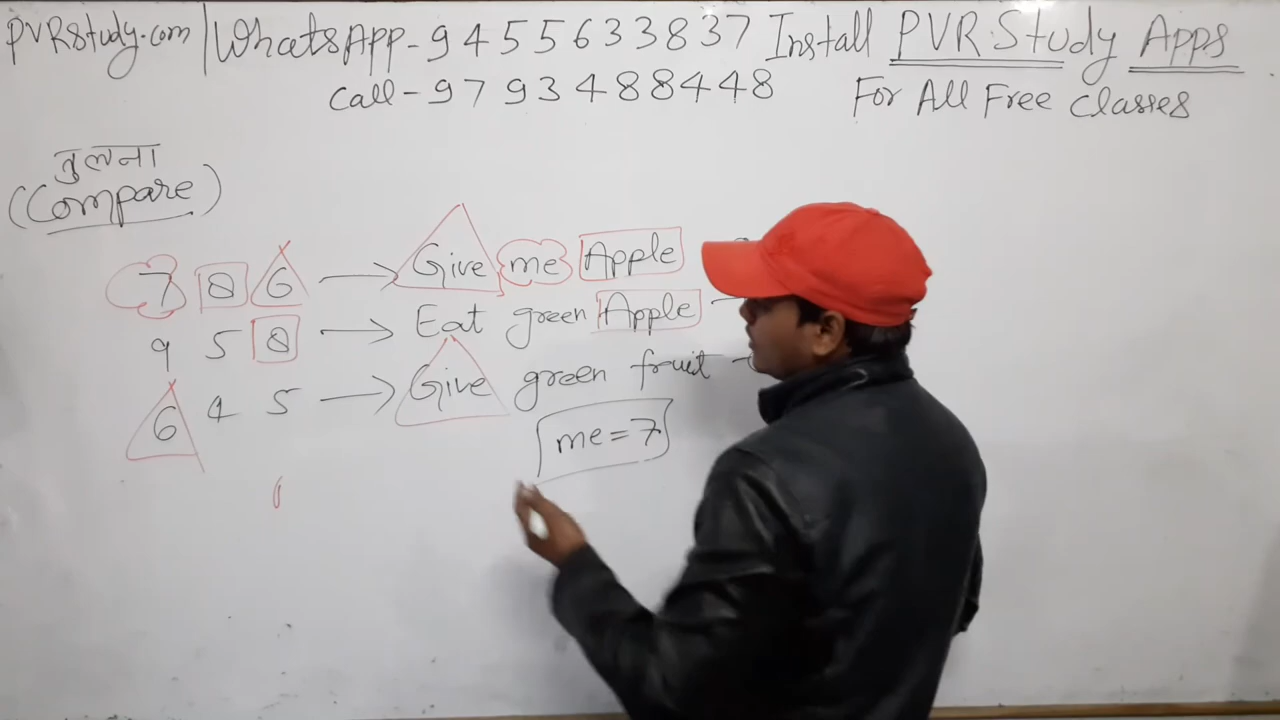 PVRStudy.com | WhatsApp-9455633837 Install PVR Study Apps
Call-9793488448 For All Free Classes
तुलना
(Compare)
7 8 6 → Give me Apple
9 5 8 → Eat green Apple
6 4 5 → Give green fruit
me=7